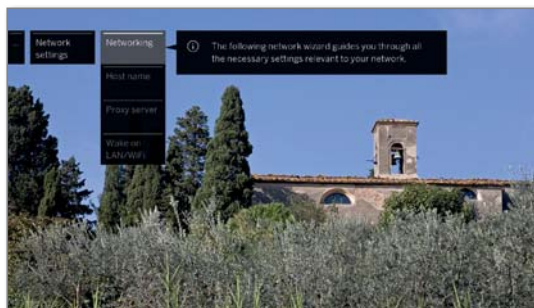 ...
Network
settings
Networking
The following network wizard guides you through all
the necessary settings relevant to your network.
Host name
Proxy server
Wake on
LAN/WiFi